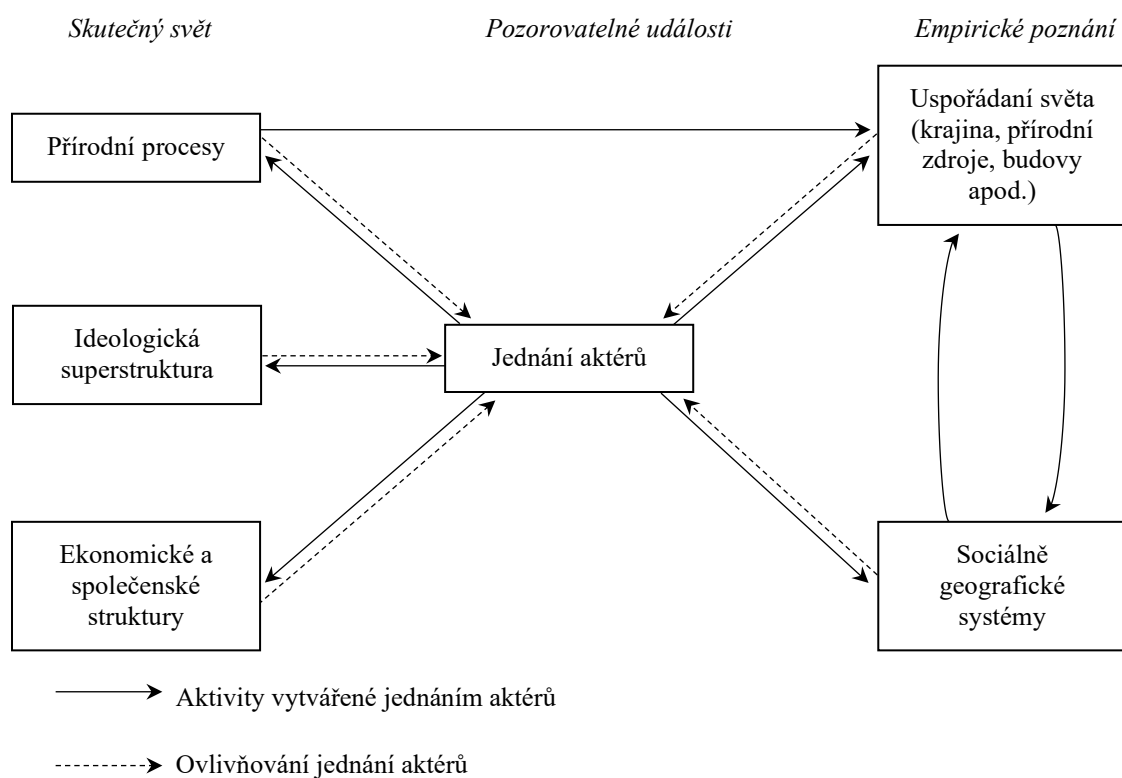 Skutečný svět
Pozorovatelné události
Empirické poznání
Přírodní procesy
Uspořádaní světa
(krajina, přírodní
zdroje, budovy
apod.)
Ideologická
superstruktura
Jednání aktérů
Ekonomické a
společenské
struktury
Sociálně
geografické
systémy
Aktivity vytvářené jednáním aktérů
Ovlivňování jednání aktérů